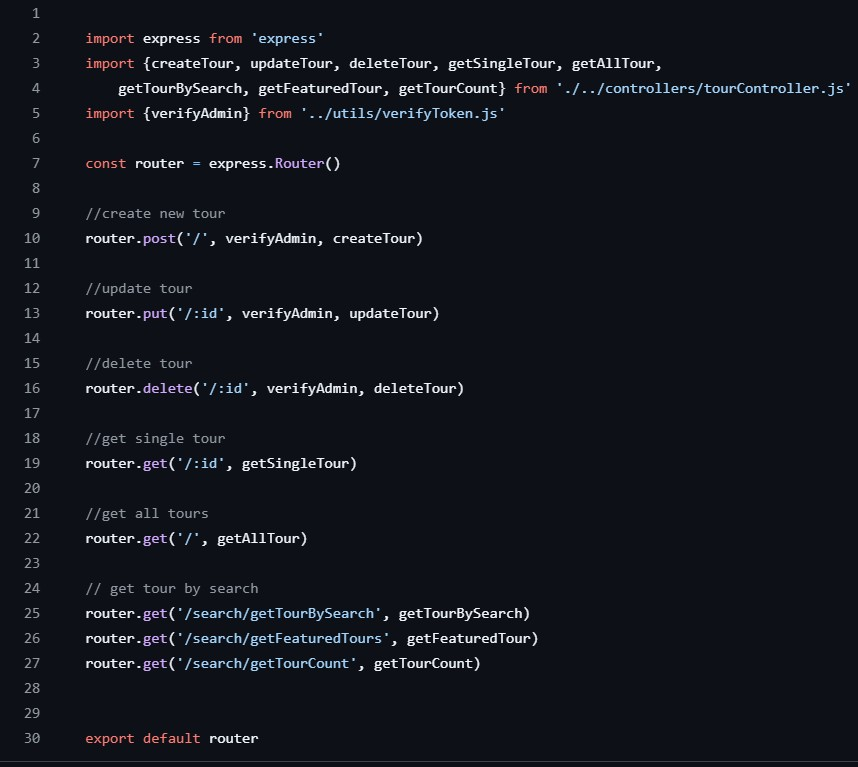 1
2 import express from 'express'
3 import {createTour, updateTour, deleteTour, getSingleTour, getAllTour,
4 getTourBySearch, getFeaturedTour, getTourCount} from './../controllers/tourController.js'
5 import {verifyAdmin} from '../utils/verifyToken.js'
6
7 const router = express.Router()
8
9 //create new tour
10 router.post('/', verifyAdmin, createTour)
11
12 //update tour
13 router.put('/:id', verifyAdmin, updateTour)
14
15 //delete tour
16 router.delete('/:id', verifyAdmin, deleteTour)
17
18 //get single tour
19 router.get('/:id', getSingleTour)
20
21 //get all tours
22 router.get('/', getAllTour)
23
24 // get tour by search
25 router.get('/search/getTourBySearch', getTourBySearch)
26 router.get('/search/getFeaturedTours', getFeaturedTour)
27 router.get('/search/getTourCount', getTourCount)
28
29
30 export default router